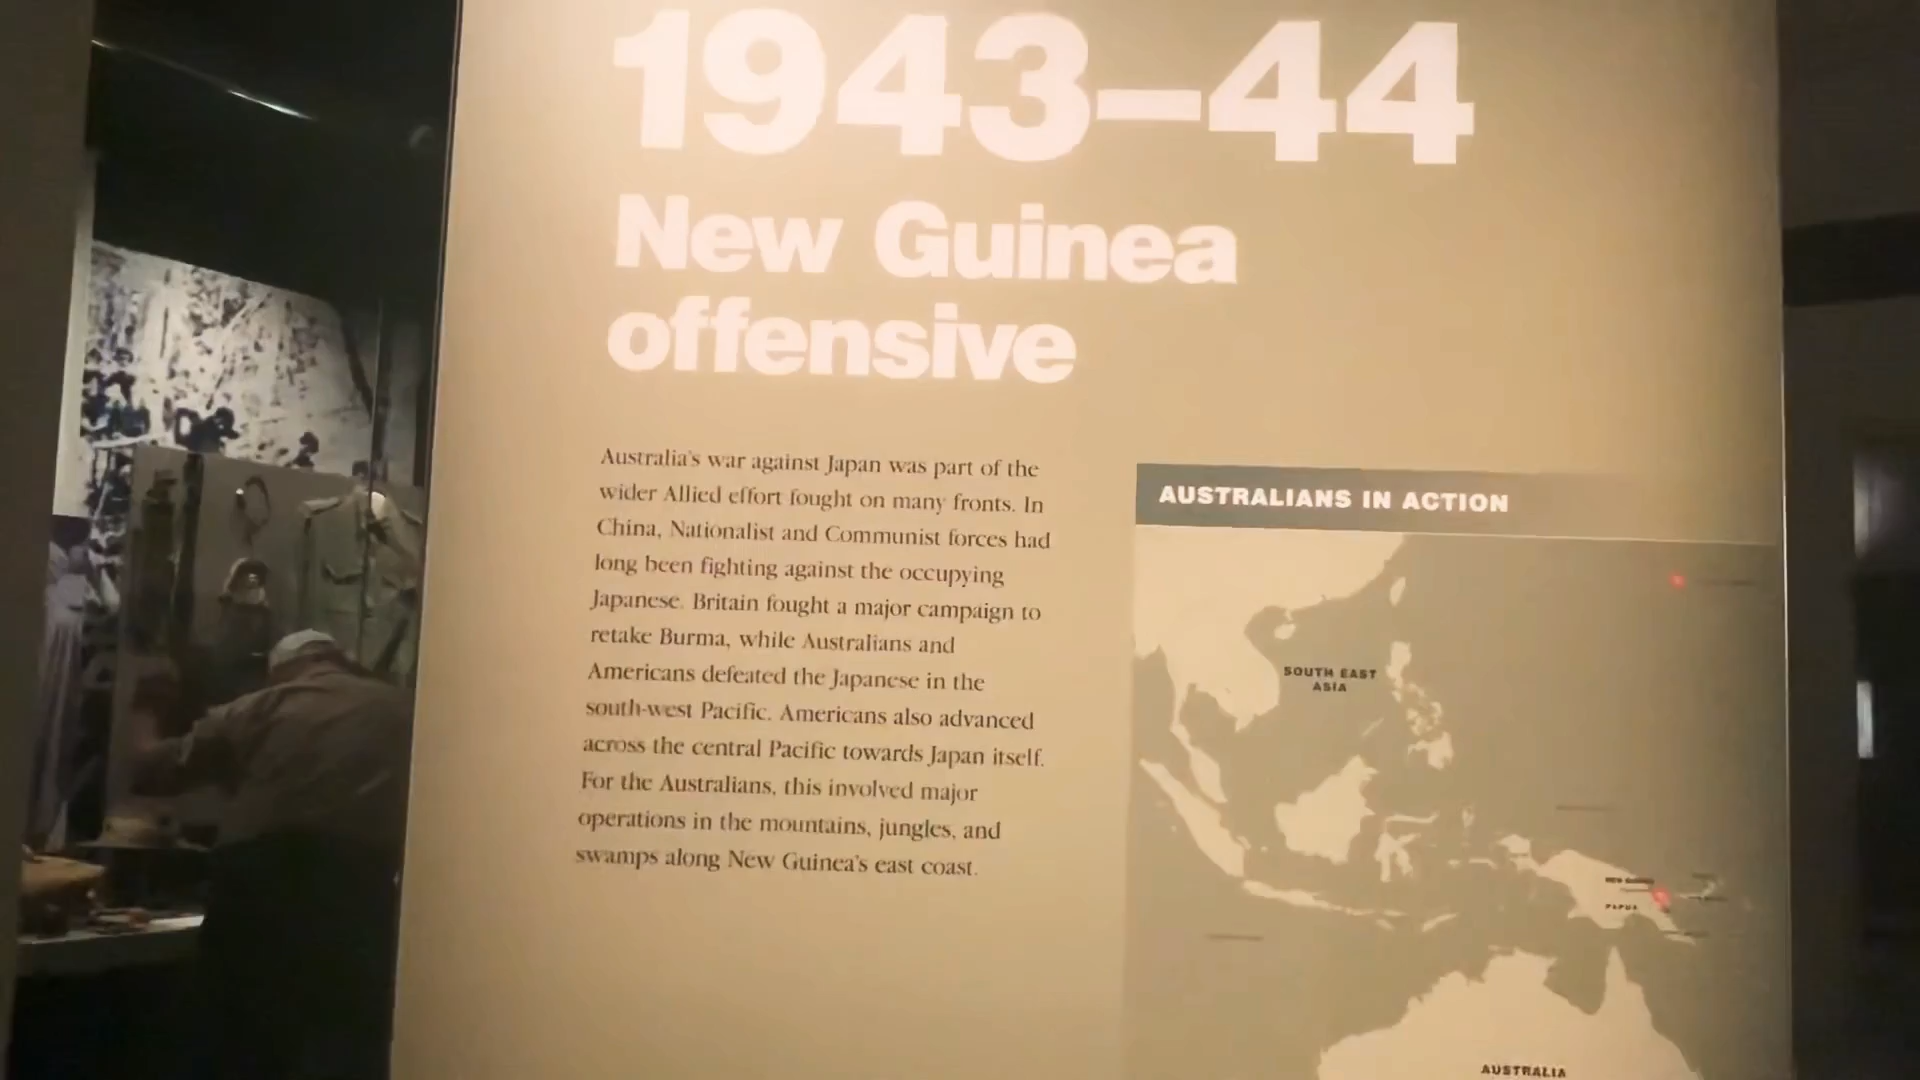 1943–44
New Guinea
offensive
Australia's war against Japan was part of the
wider Allied effort fought on many fronts. In
China, Nationalist and Communist forces had
long been fighting against the occupying
Japanese. Britain fought a major campaign to
retake Burma, while Australians and
Americans defeated the Japanese in the
south-west Pacific. Americans also advanced
across the central Pacific towards Japan itself.
For the Australians, this involved major
operations in the mountains, jungles, and
swamps along New Guinea's east coast.
AUSTRALIANS IN ACTION
SOUTH EAST
ASIA
NEW GUINEA
PAPUA
AUSTRALIA